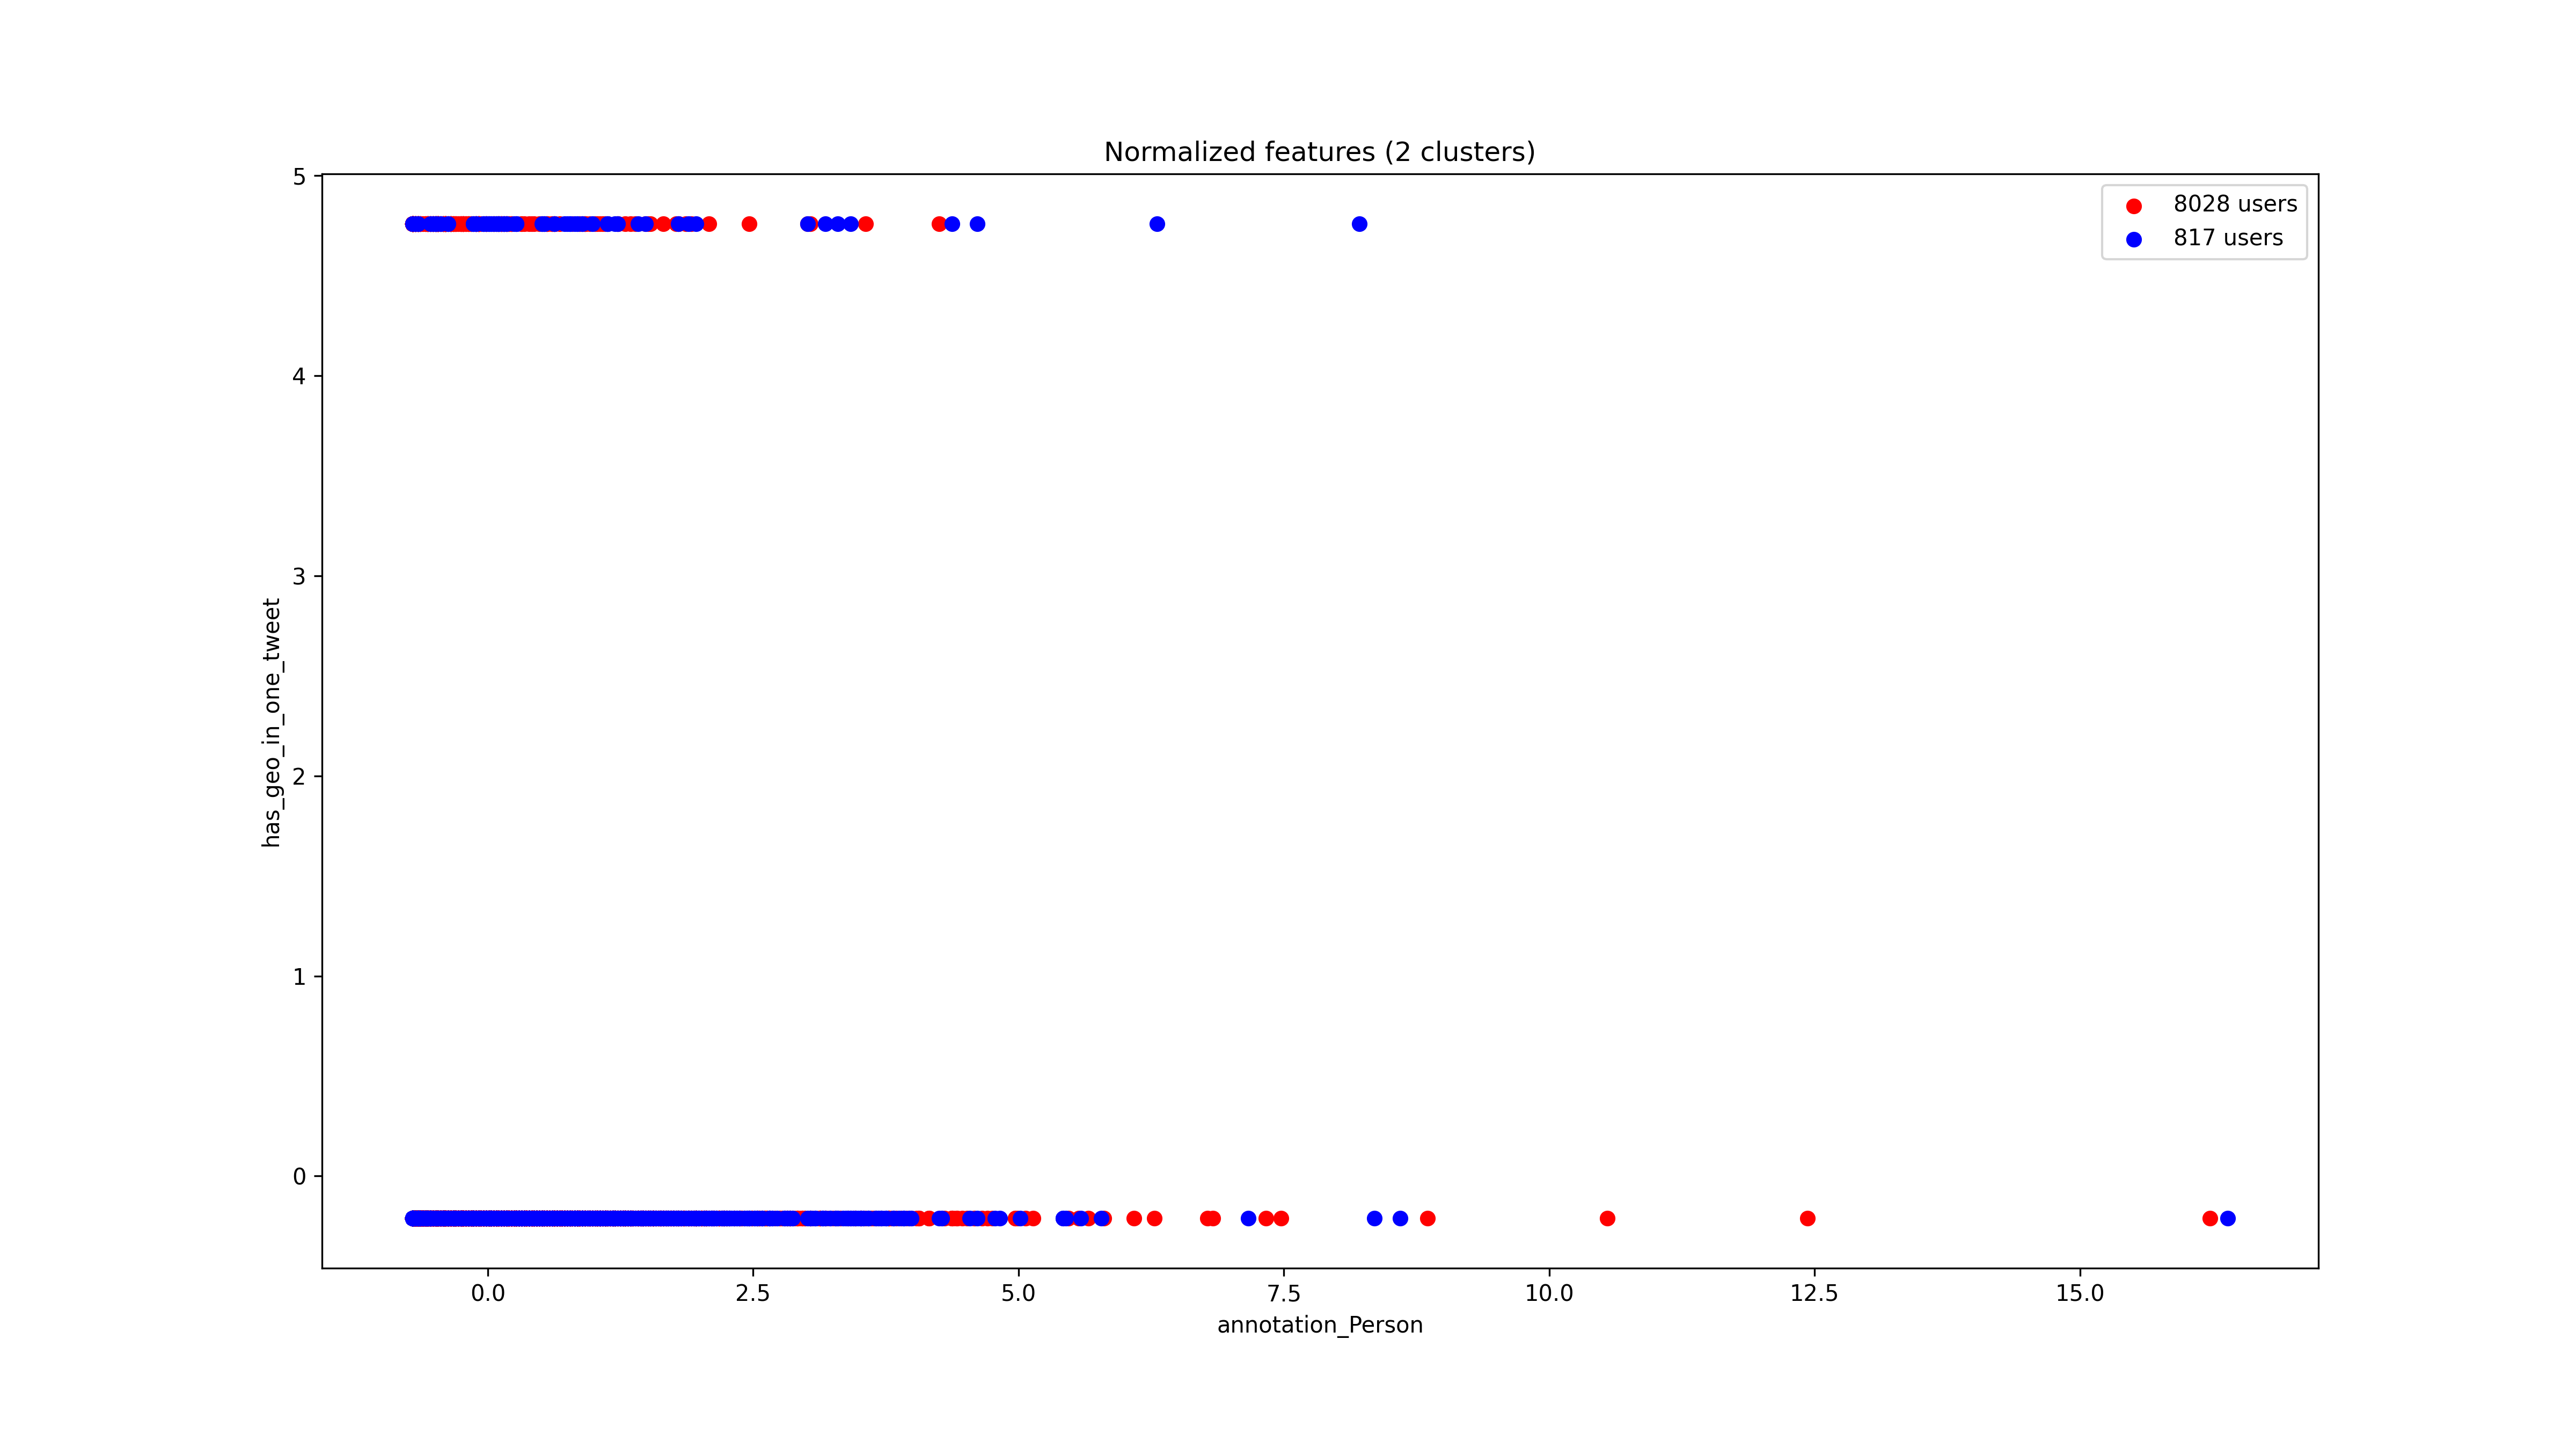 Normalized features (2 clusters)
8028 users
817 users
5
4
3
2
1
0
has_geo_in_one_tweet
0.0 2.5 5.0 7.5 10.0 12.5 15.0
annotation_Person